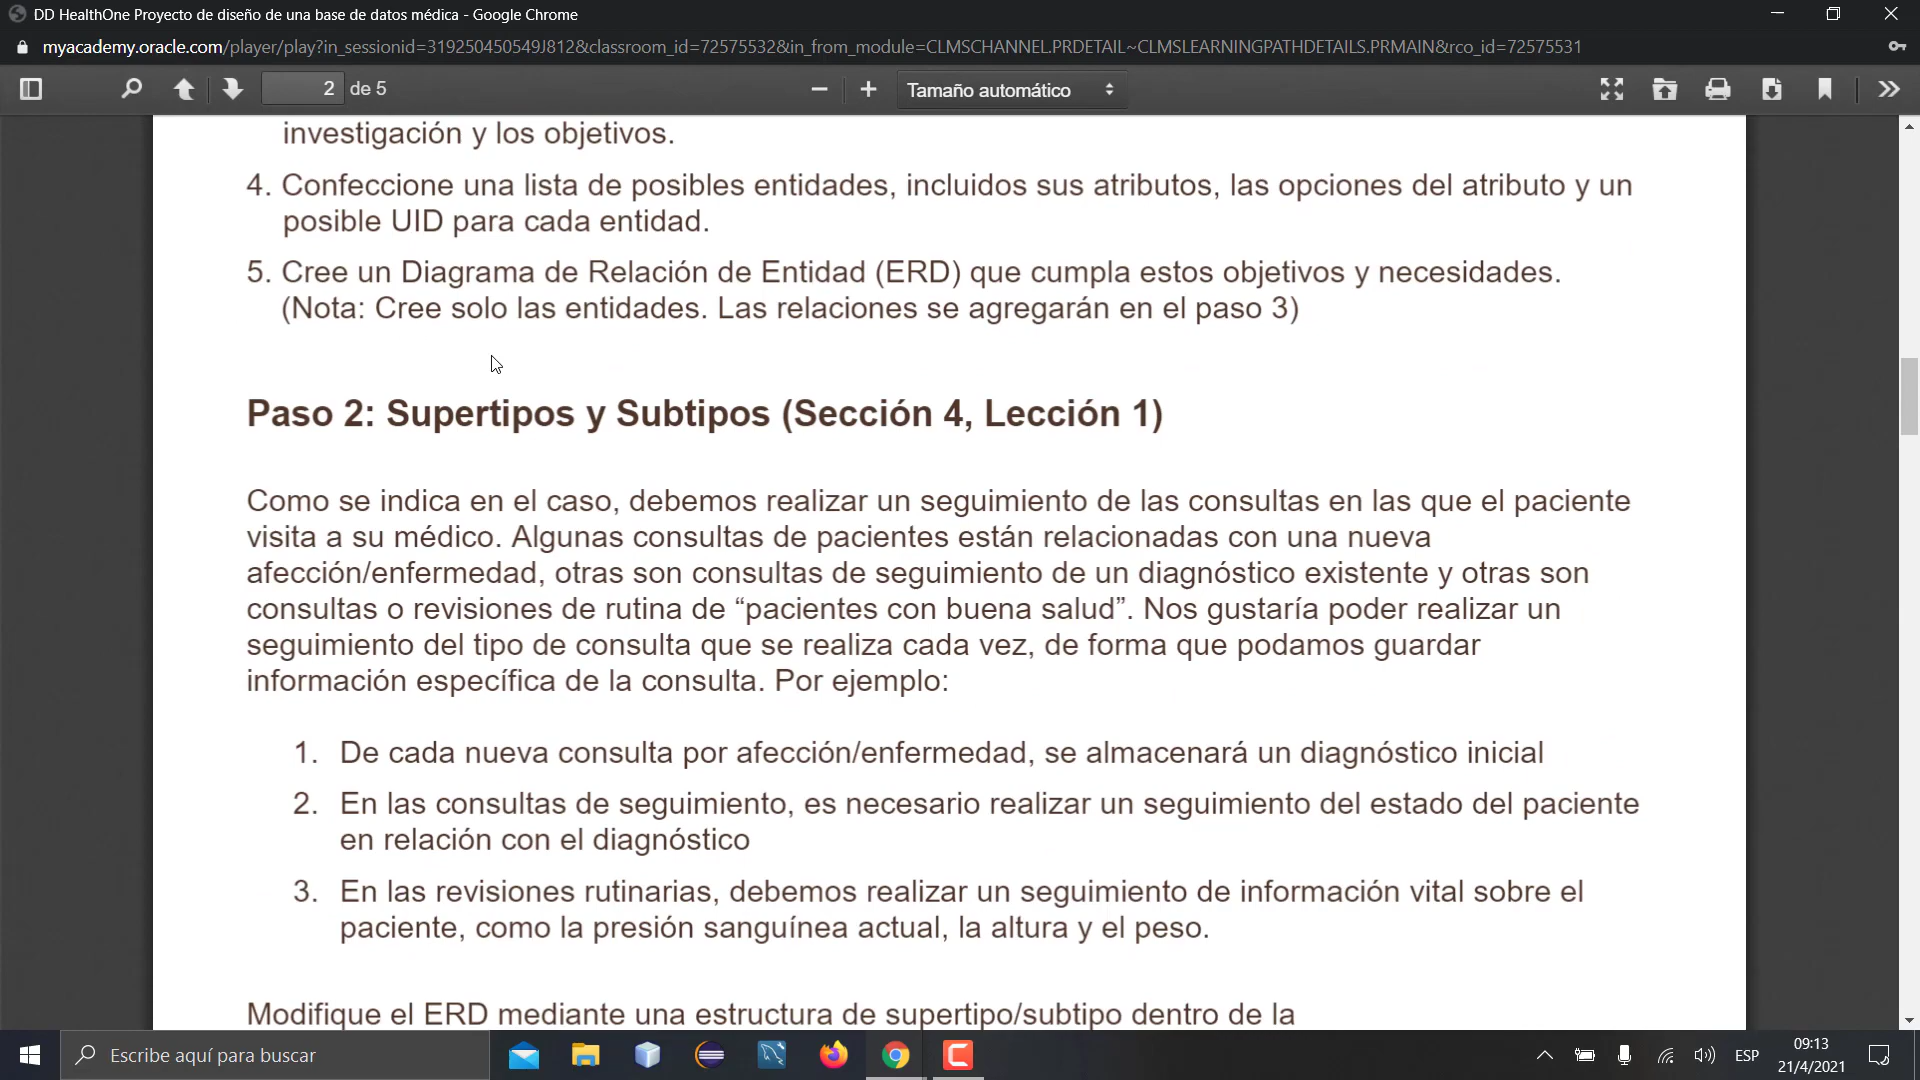 DD HealthOne Proyecto de diseño de una base de datos médica - Google Chrome
myacademy.oracle.com/player/play?in_sessionid=319250450549J812&classroom_id=72575532&in_from_module=CLMSCHANNEL.PRDETAIL~CLMSLEARNINGPATHDETAILS.PRMAIN&rco_id=72575531
2 de 5
Tamaño automático
investigación y los objetivos.
4. Confeccione una lista de posibles entidades, incluidos sus atributos, las opciones del atributo y un
posible UID para cada entidad.
5. Cree un Diagrama de Relación de Entidad (ERD) que cumpla estos objetivos y necesidades.
(Nota: Cree solo las entidades. Las relaciones se agregarán en el paso 3)
Paso 2: Supertipos y Subtipos (Sección 4, Lección 1)
Como se indica en el caso, debemos realizar un seguimiento de las consultas en las que el paciente
visita a su médico. Algunas consultas de pacientes están relacionadas con una nueva
afección/enfermedad, otras son consultas de seguimiento de un diagnóstico existente y otras son
consultas o revisiones de rutina de “pacientes con buena salud”. Nos gustaría poder realizar un
seguimiento del tipo de consulta que se realiza cada vez, de forma que podamos guardar
información específica de la consulta. Por ejemplo:
1. De cada nueva consulta por afección/enfermedad, se almacenará un diagnóstico inicial
2. En las consultas de seguimiento, es necesario realizar un seguimiento del estado del paciente
en relación con el diagnóstico
3. En las revisiones rutinarias, debemos realizar un seguimiento de información vital sobre el
paciente, como la presión sanguínea actual, la altura y el peso.
Modifique el ERD mediante una estructura de supertipo/subtipo dentro de la
Escribe aquí para buscar
ESP
09:13
21/4/2021